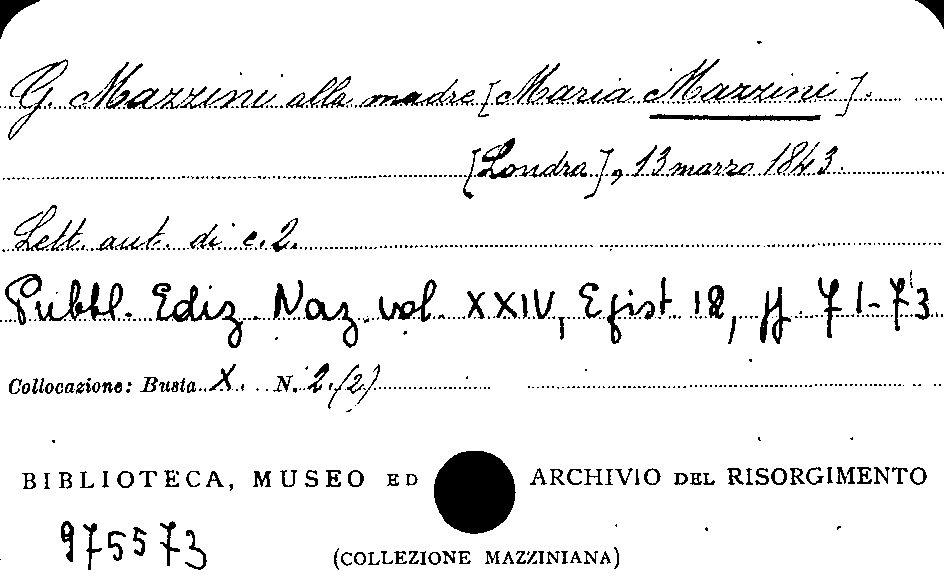 G. Mazzini alla madre [Maria Mazzini].
[Londra], 13 marzo 1843.
Lett. aut. di c. 2.
Pubbl. Ediz. Naz. vol. XXIV, Epist. 12, pp. 71-73
Collocazione: Busta X. N. 2.(2)
BIBLIOTECA, MUSEO ED ARCHIVIO DEL RISORGIMENTO
975573
(COLLEZIONE MAZZINIANA)